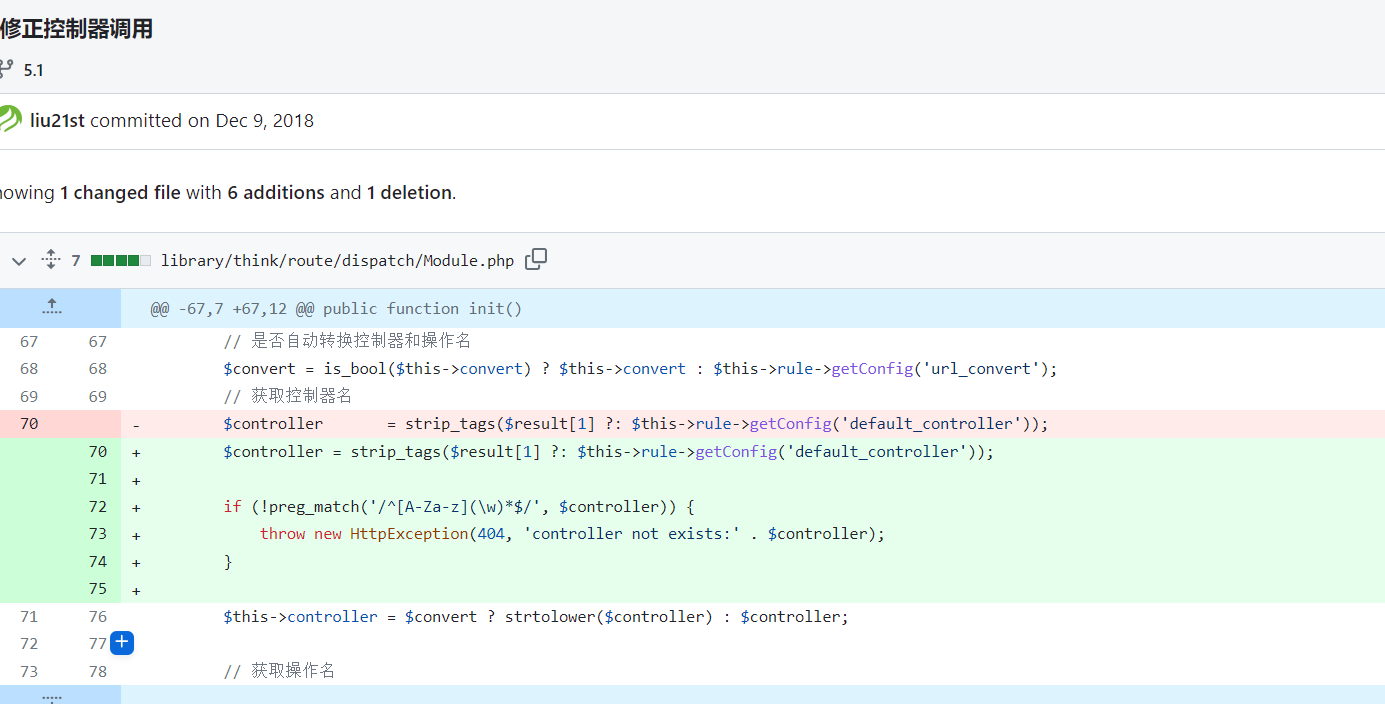 修正控制器调用
5.1
liu21st committed on Dec 9, 2018
howing 1 changed file with 6 additions and 1 deletion.
7 library/think/route/dispatch/Module.php
@@ -67,7 +67,12 @@ public function init()
67 67 // 是否自动转换控制器和操作名
68 68 $convert = is_bool($this->convert) ? $this->convert : $this->rule->getConfig('url_convert');
69 69 // 获取控制器名
70 - $controller = strip_tags($result[1] ?: $this->rule->getConfig('default_controller'));
70 + $controller = strip_tags($result[1] ?: $this->rule->getConfig('default_controller'));
71 +
72 + if (!preg_match('/^[A-Za-z](\w)*$/', $controller)) {
73 + throw new HttpException(404, 'controller not exists:' . $controller);
74 + }
75 +
71 76 $this->controller = $convert ? strtolower($controller) : $controller;
72 77 +
73 78 // 获取操作名